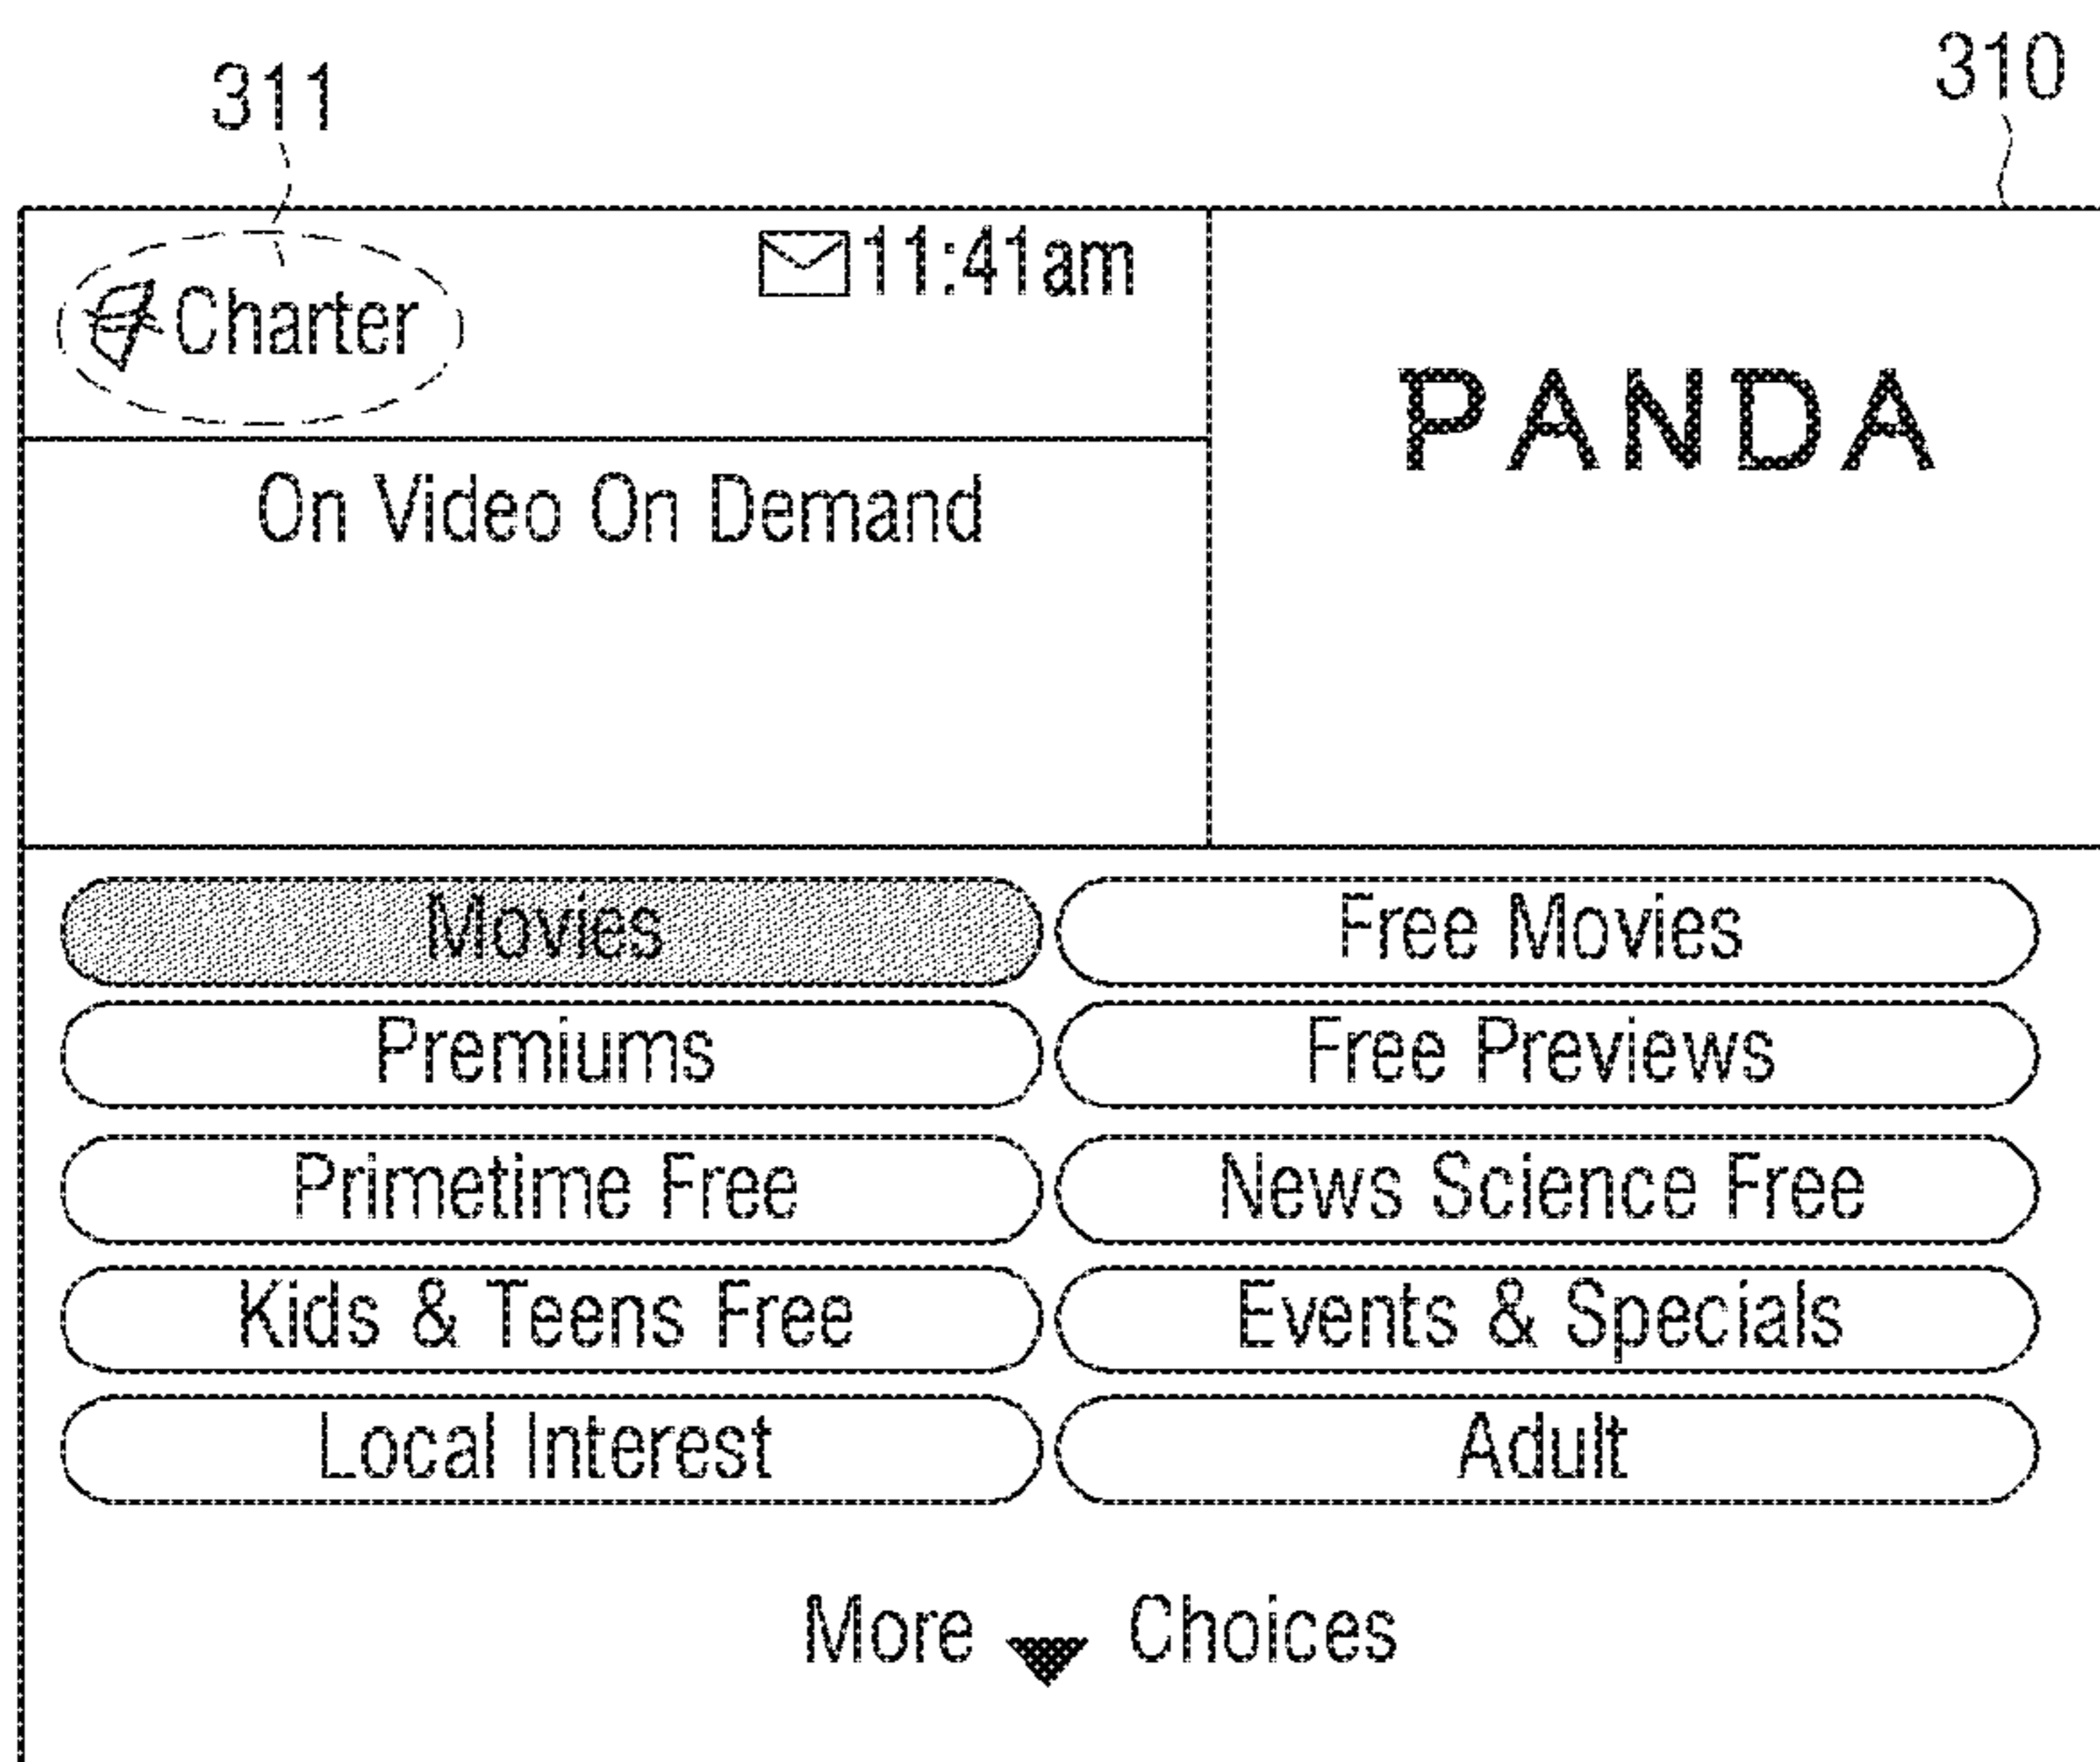 311
310
Charter
11:41am
PANDA
On Video On Demand
Movies
Free Movies
Premiums
Free Previews
Primetime Free
News Science Free
Kids & Teens Free
Events & Specials
Local Interest
Adult
More Choices